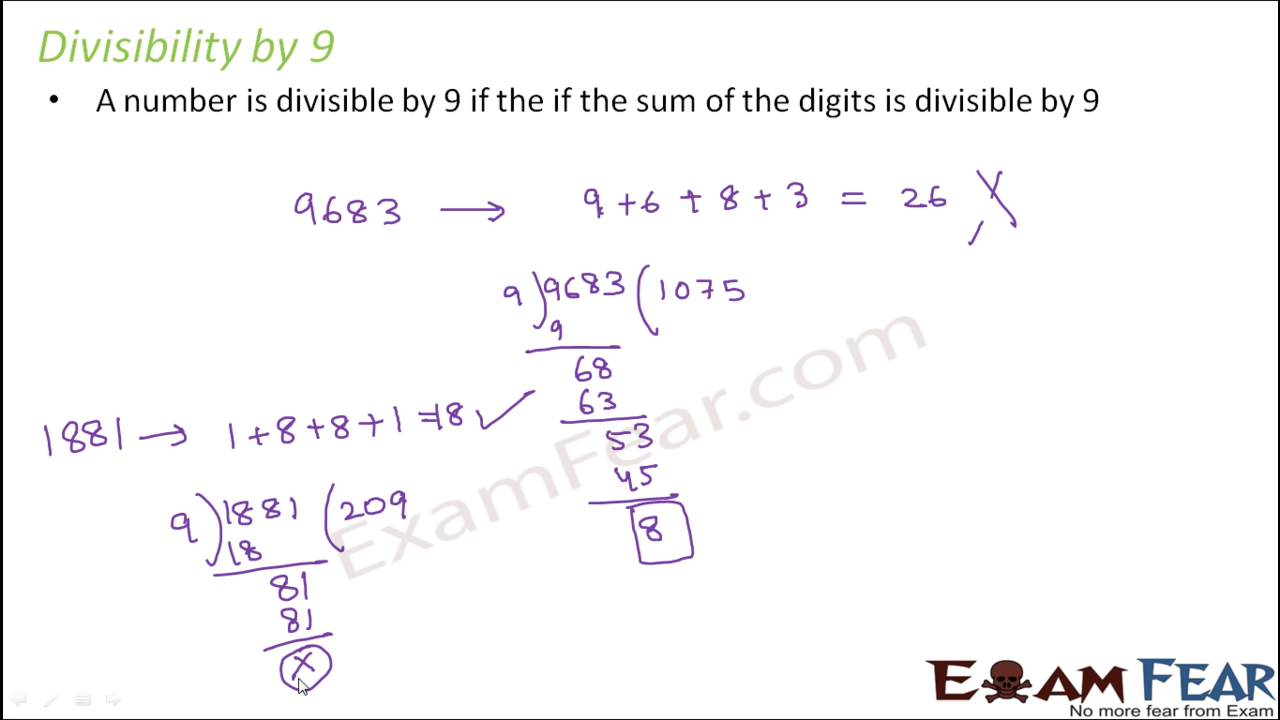 Divisibility by 9
• A number is divisible by 9 if the if the sum of the digits is divisible by 9
9683 → 9 + 6 + 8 + 3 = 26 X
9)9683(1075
9
68
63
53
45
8
1881 → 1 + 8 + 8 + 1 = 18 ✓
9)1881(209
18
81
81
X
ExamFear.com
EXAM FEAR
No more fear from Exam